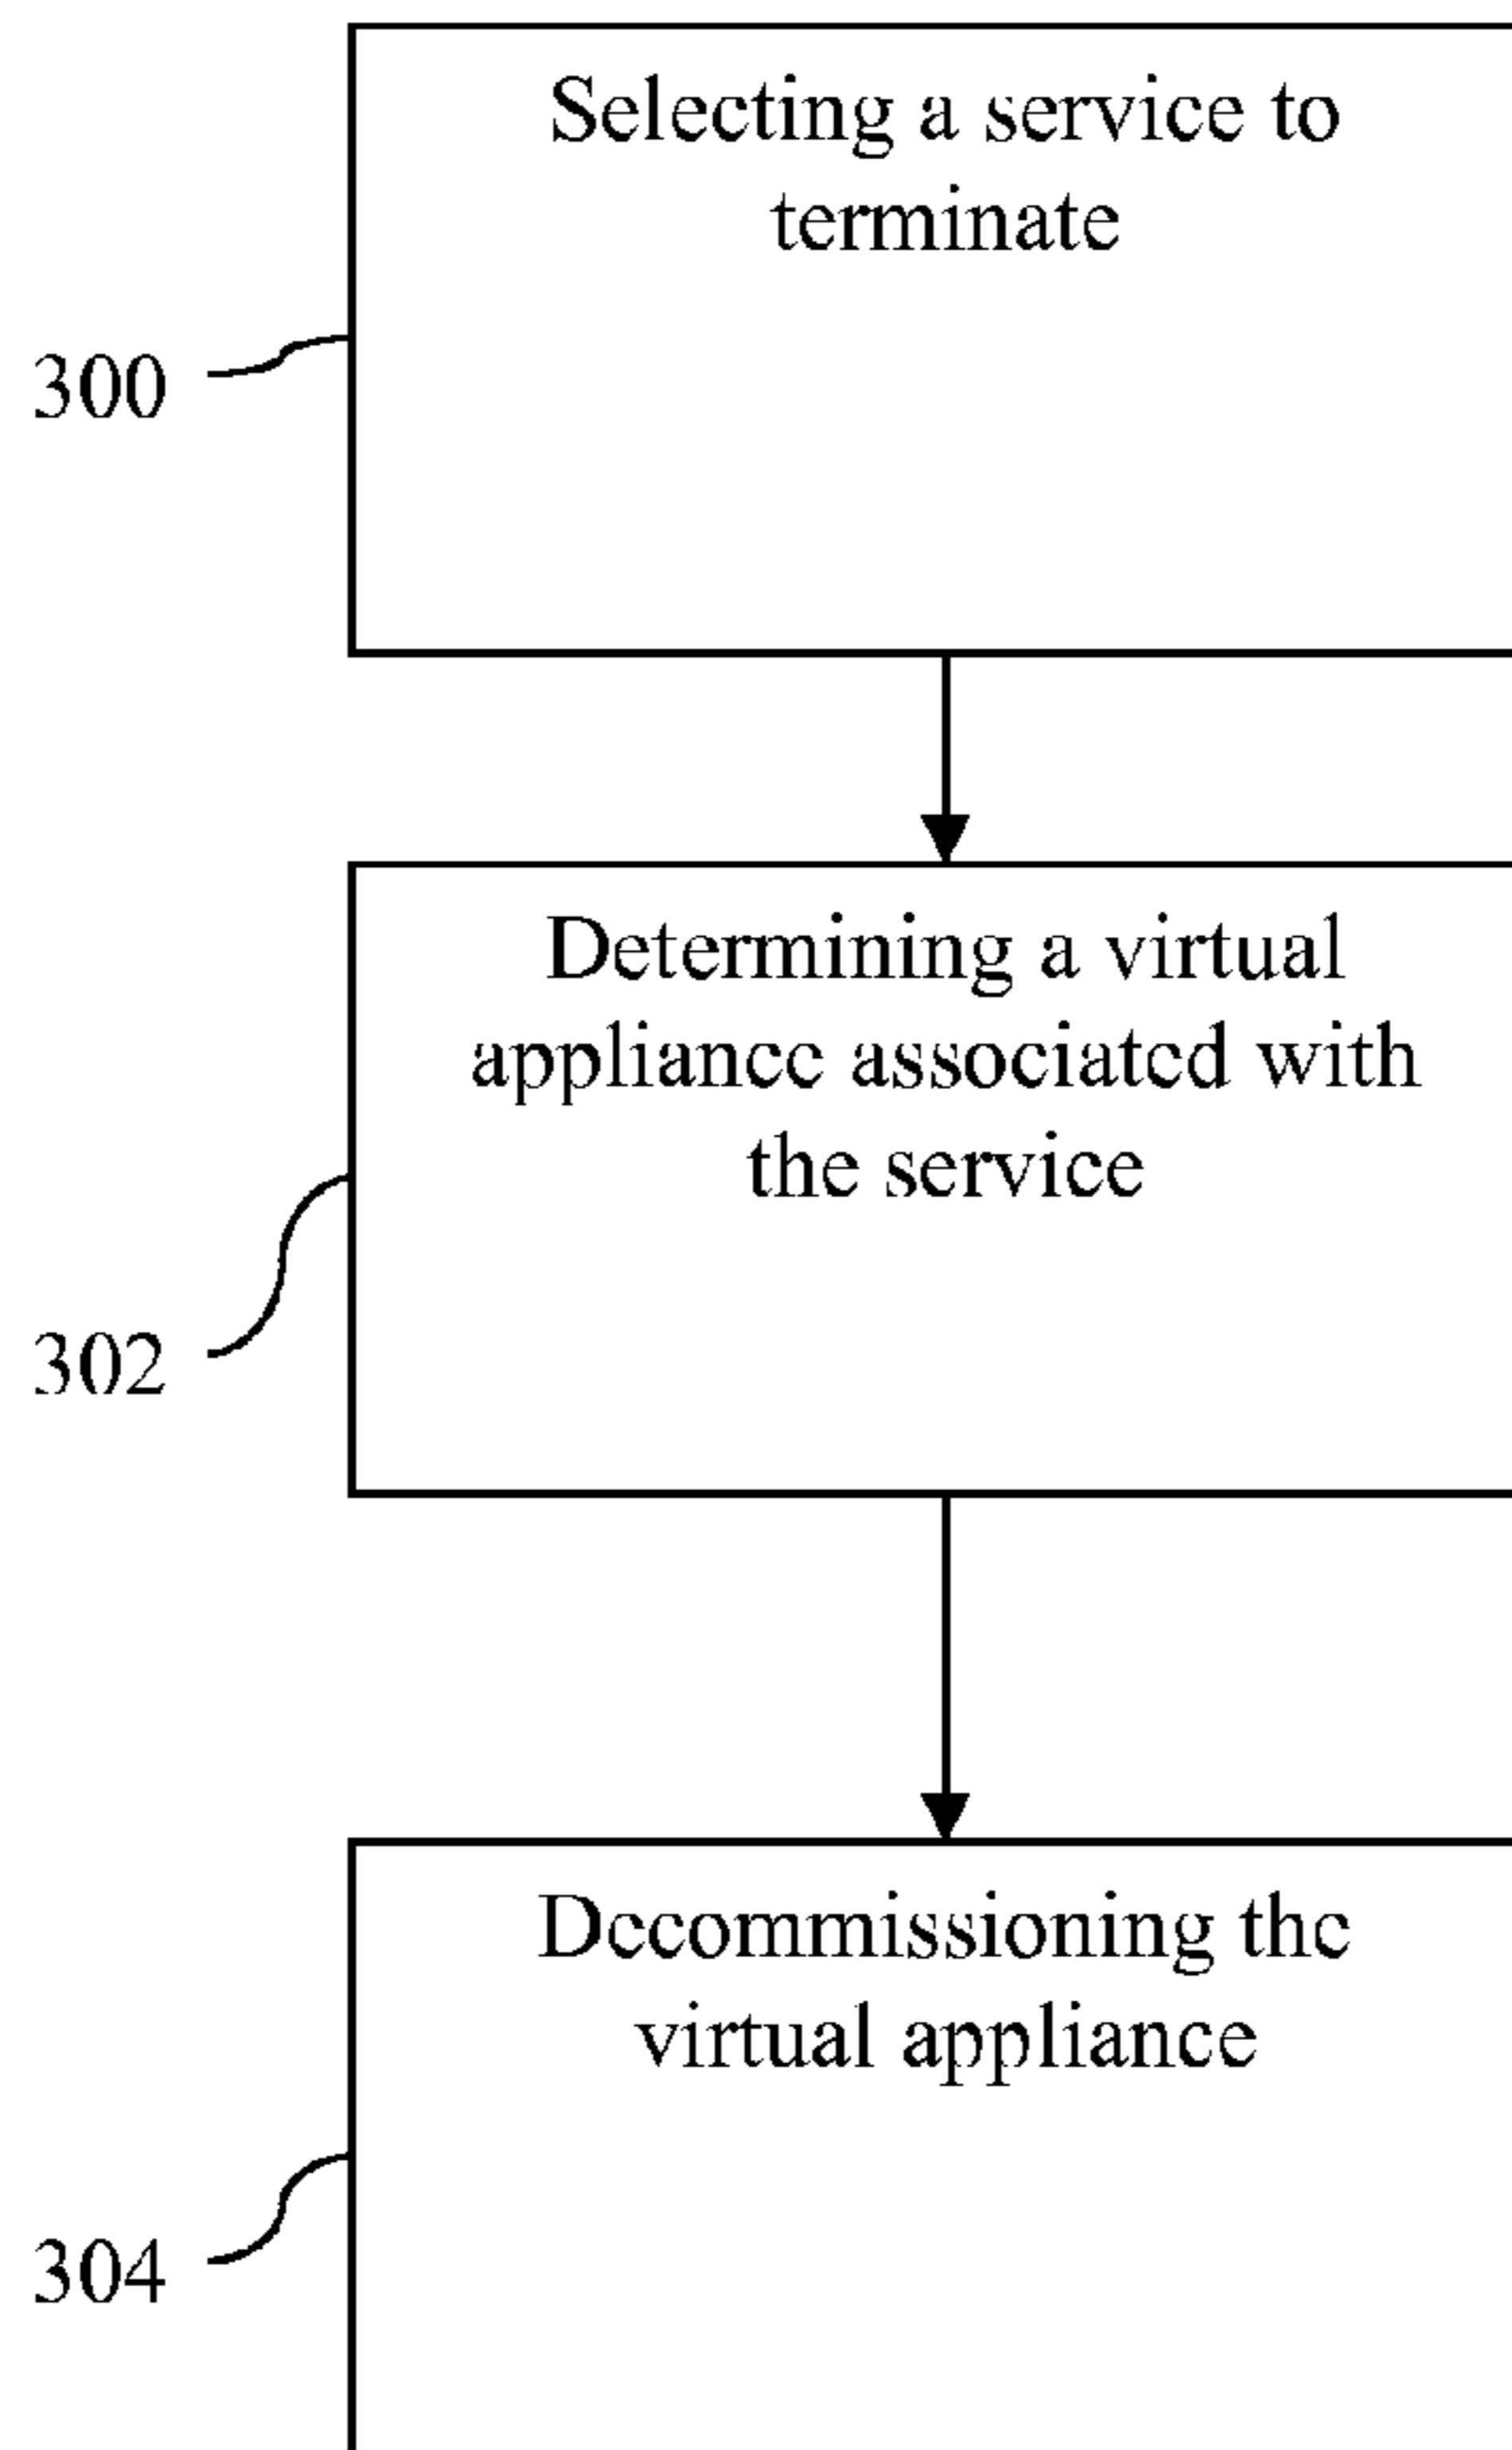 Selecting a service to
terminate
300
Determining a virtual
appliance associated with
the service
302
Decommissioning the
virtual appliance
304